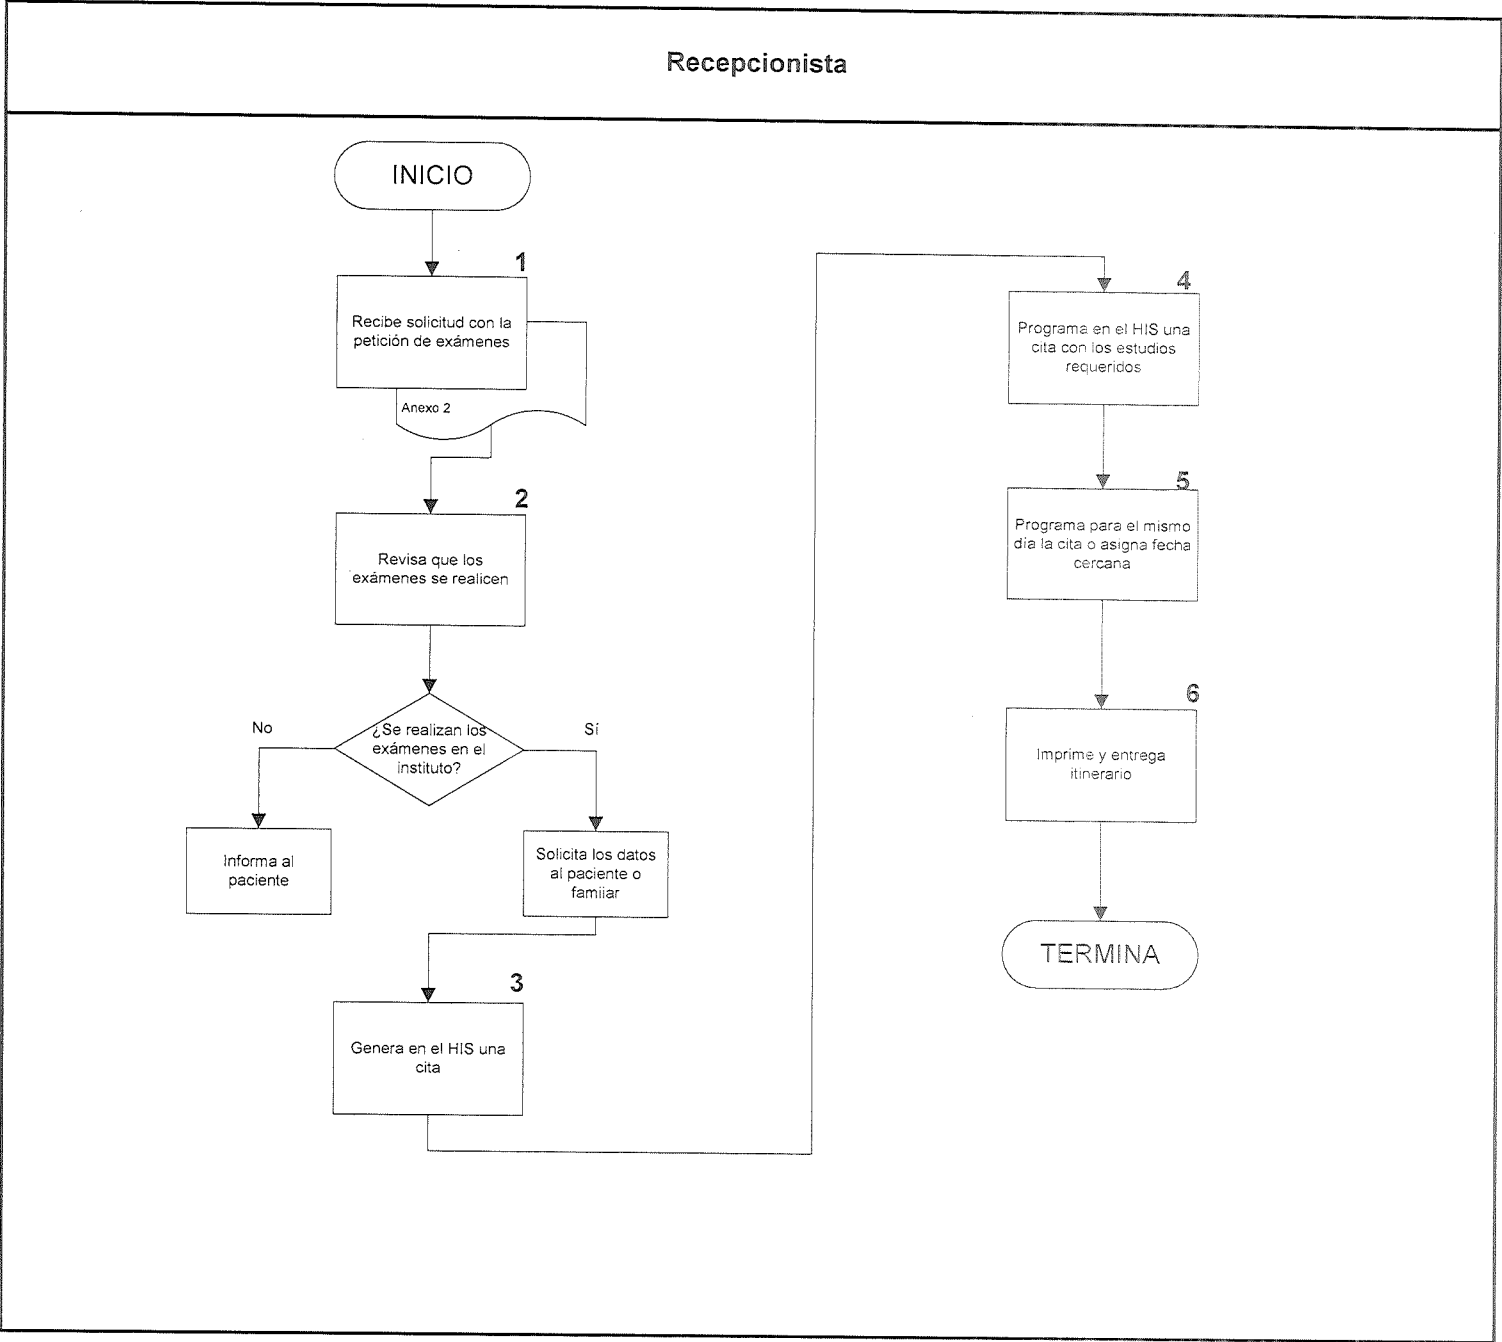 Recepcionista
INICIO
1
Recibe solicitud con la
petición de exámenes
Anexo 2
2
Revisa que los
exámenes se realicen
¿Se realizan los
exámenes en el
instituto?
No
Sí
Informa al
paciente
Solicita los datos
al paciente o
famiiar
3
Genera en el HIS una
cita
4
Programa en el HIS una
cita con los estudios
requeridos
5
Programa para el mismo
día la cita o asigna fecha
cercana
6
Imprime y entrega
itinerario
TERMINA